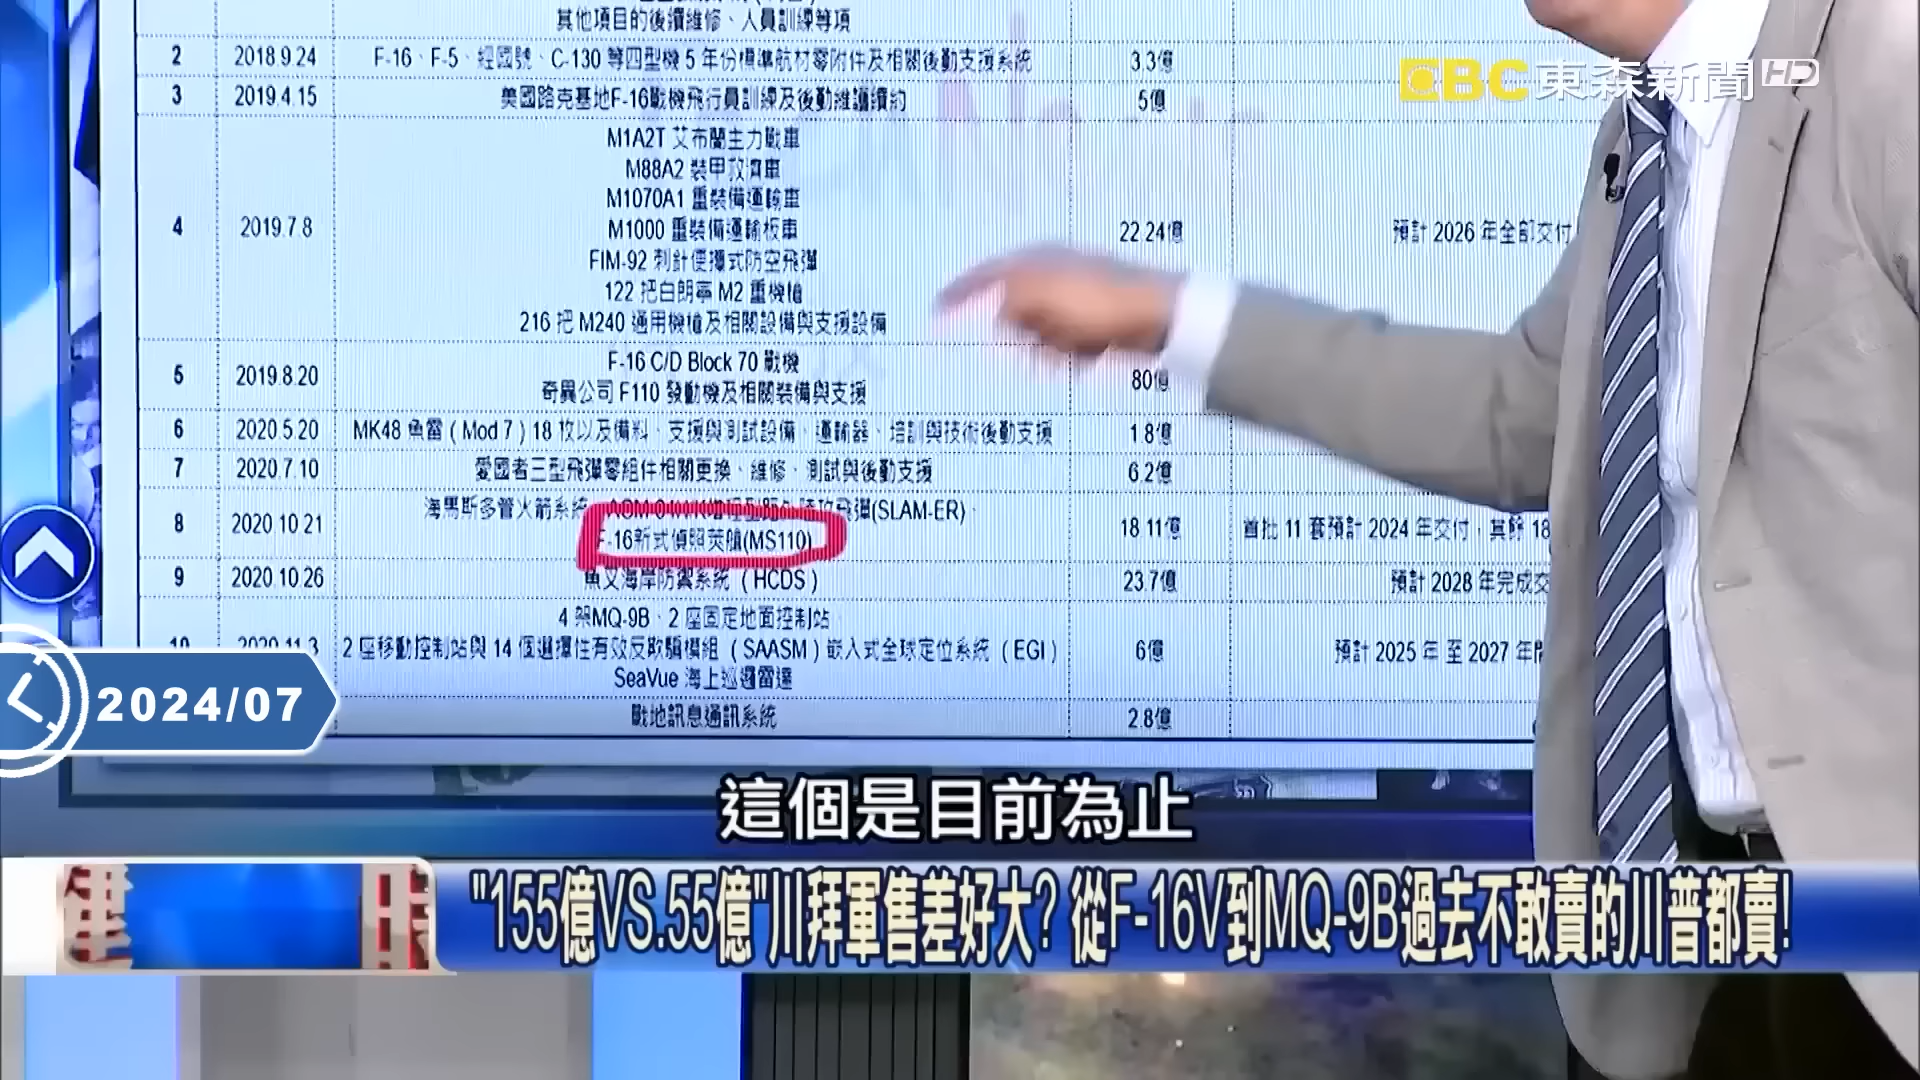 其他項目的後續維修、人員訓練等項
2 2018.9.24 F-16、F-5、經國號、C-130 等四型機 5 年份標準航材零附件及相關後勤支援系統 3.3億
3 2019.4.15 美國路克基地F-16戰機飛行員訓練及後勤維護續約 5億
M1A2T 艾布蘭主力戰車
M88A2 裝甲救濟車
M1070A1 重裝備運輸車
4 2019.7.8 M1000 重裝備運輸板車 22.24億 預計 2026 年全部交付
FIM-92 刺針便攜式防空飛彈
122 把白朗寧 M2 重機槍
216 把 M240 通用機槍及相關設備與支援設備
F-16 C/D Block 70 戰機
5 2019.8.20 80億
奇異公司 F110 發動機及相關裝備與支援
6 2020.5.20 MK48 魚雷 ( Mod 7 ) 18 枚以及備料、支援與測試設備、運輸器、培訓與技術後勤支援 1.8億
7 2020.7.10 愛國者三型飛彈零組件相關更換、維修、測試與後勤支援 6.2億
海馬斯多管火箭系統 飛彈(SLAM-ER)、
8 2020.10.21 18.11億 首批 11 套預計 2024 年交付，其餘 18
F-16新式偵照莢艙(MS110)
9 2020.10.26 魚叉海岸防禦系統 ( HCDS ) 23.7億 預計 2028 年完成交
4 架MQ-9B、2 座固定地面控制站、
10 2020.11.3 2 座移動控制站與 14 個選擇性有效反欺騙模組 ( SAASM ) 嵌入式全球定位系統 ( EGI ) 6億 預計 2025 年至 2027 年間
SeaVue 海上巡邏雷達
戰地訊息通訊系統 2.8億
EBC 東森新聞 HD
2024/07
這個是目前為止
"155億VS.55億"川拜軍售差好大? 從F-16V到MQ-9B過去不敢賣的川普都賣!